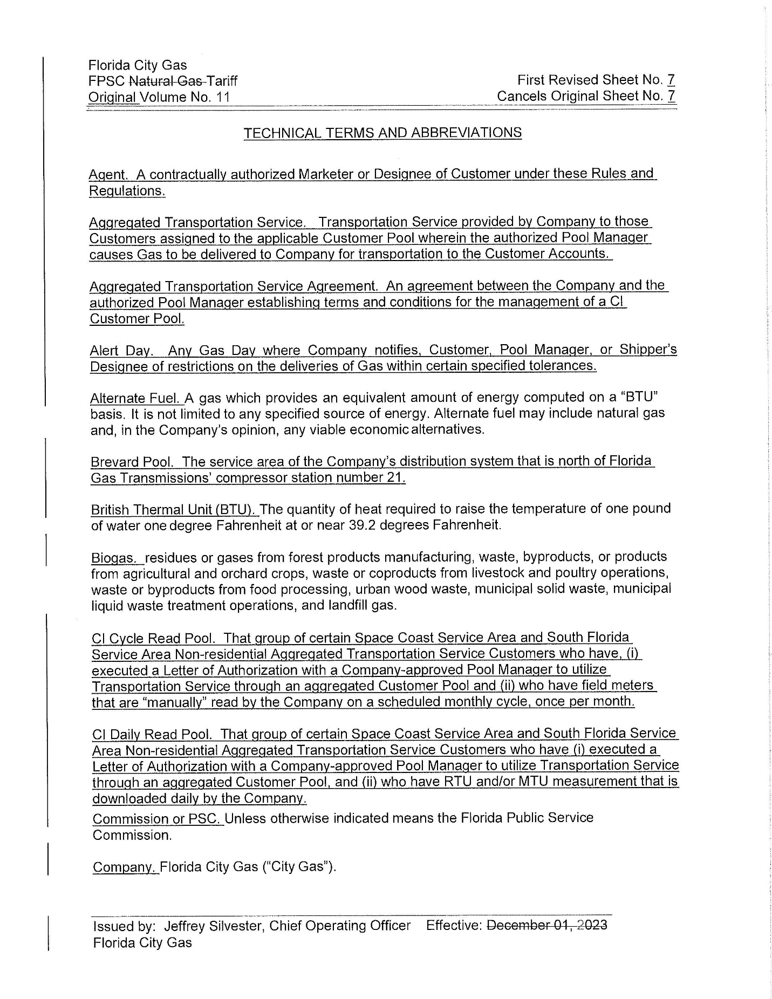 Florida City Gas
FPSC Natural Gas Tariff
First Revised Sheet No. 7
Original Volume No. 11
Cancels Original Sheet No. 7
TECHNICAL TERMS AND ABBREVIATIONS
Agent. A contractually authorized Marketer or Designee of Customer under these Rules and
Regulations.
Aggregated Transportation Service. Transportation Service provided by Company to those
Customers assigned to the applicable Customer Pool wherein the authorized Pool Manager
causes Gas to be delivered to Company for transportation to the Customer Accounts.
Aggregated Transportation Service Agreement. An agreement between the Company and the
authorized Pool Manager establishing terms and conditions for the management of a CI
Customer Pool.
Alert Day. Any Gas Day where Company notifies, Customer, Pool Manager, or Shipper's
Designee of restrictions on the deliveries of Gas within certain specified tolerances.
Alternate Fuel. A gas which provides an equivalent amount of energy computed on a “BTU”
basis. It is not limited to any specified source of energy. Alternate fuel may include natural gas
and, in the Company's opinion, any viable economic alternatives.
Brevard Pool. The service area of the Company's distribution system that is north of Florida
Gas Transmissions' compressor station number 21.
British Thermal Unit (BTU). The quantity of heat required to raise the temperature of one pound
of water one degree Fahrenheit at or near 39.2 degrees Fahrenheit.
Biogas. residues or gases from forest products manufacturing, waste, byproducts, or products
from agricultural and orchard crops, waste or coproducts from livestock and poultry operations,
waste or byproducts from food processing, urban wood waste, municipal solid waste, municipal
liquid waste treatment operations, and landfill gas.
CI Cycle Read Pool. That group of certain Space Coast Service Area and South Florida
Service Area Non-residential Aggregated Transportation Service Customers who have, (i)
executed a Letter of Authorization with a Company-approved Pool Manager to utilize
Transportation Service through an aggregated Customer Pool and (ii) who have field meters
that are “manually” read by the Company on a scheduled monthly cycle, once per month.
CI Daily Read Pool. That group of certain Space Coast Service Area and South Florida Service
Area Non-residential Aggregated Transportation Service Customers who have (i) executed a
Letter of Authorization with a Company-approved Pool Manager to utilize Transportation Service
through an aggregated Customer Pool, and (ii) who have RTU and/or MTU measurement that is
downloaded daily by the Company.
Commission or PSC. Unless otherwise indicated means the Florida Public Service
Commission.
Company. Florida City Gas ("City Gas”).
Issued by: Jeffrey Silvester, Chief Operating Officer Effective: December 01, 2023
Florida City Gas